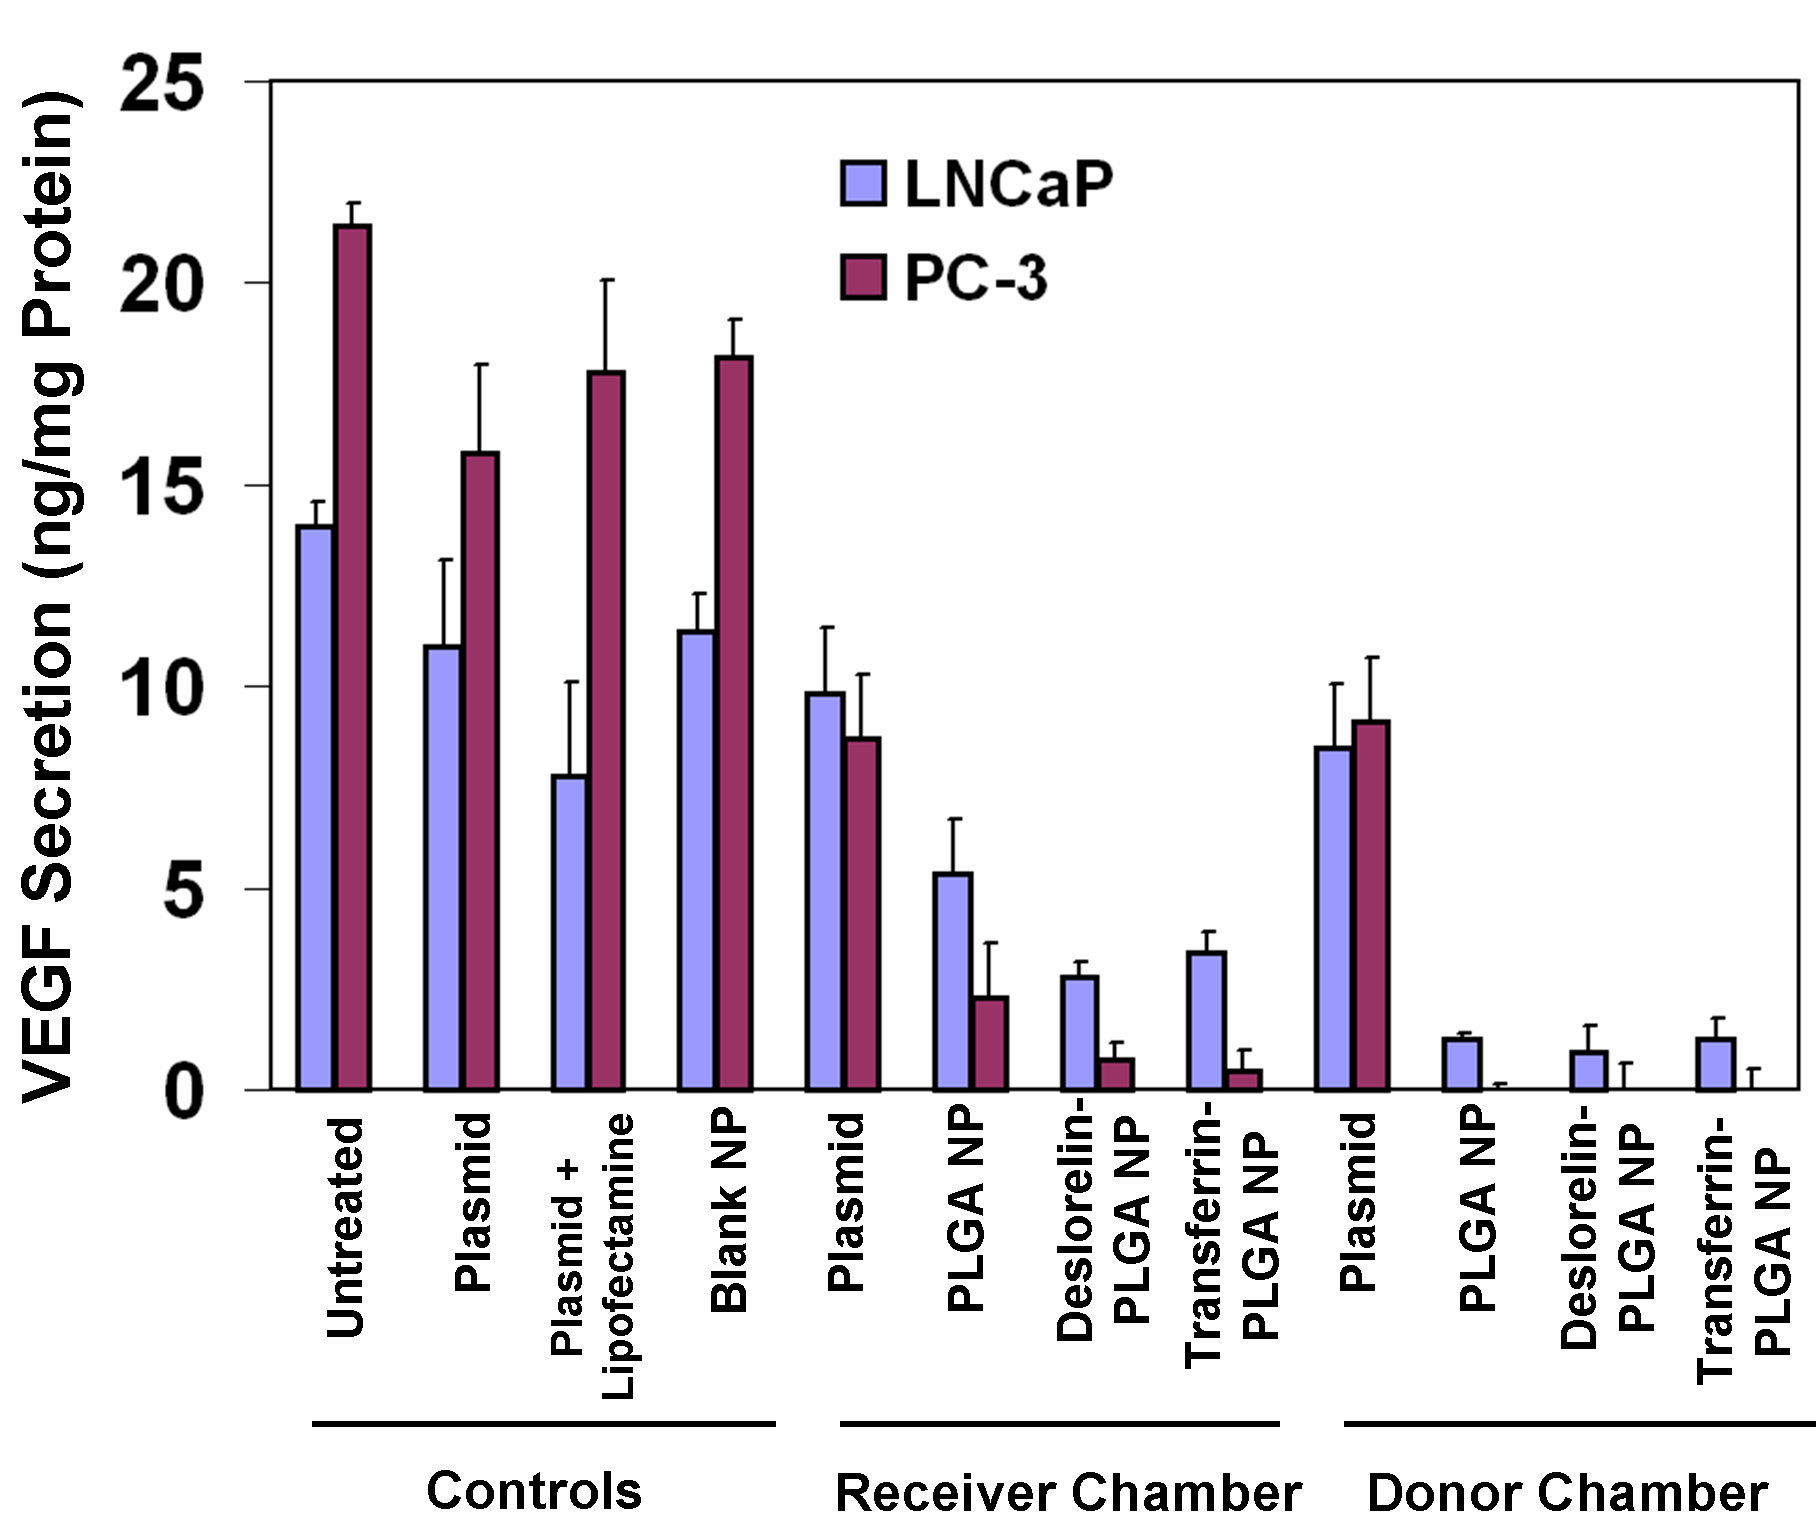 VEGF Secretion (ng/mg Protein)
25
20
15
10
5
0
LNCaP
PC-3
Untreated
Plasmid
Plasmid +
Lipofectamine
Blank NP
Plasmid
PLGA NP
Deslorelin-
PLGA NP
Transferrin-
PLGA NP
Plasmid
PLGA NP
Deslorelin-
PLGA NP
Transferrin-
PLGA NP
Controls
Receiver Chamber
Donor Chamber